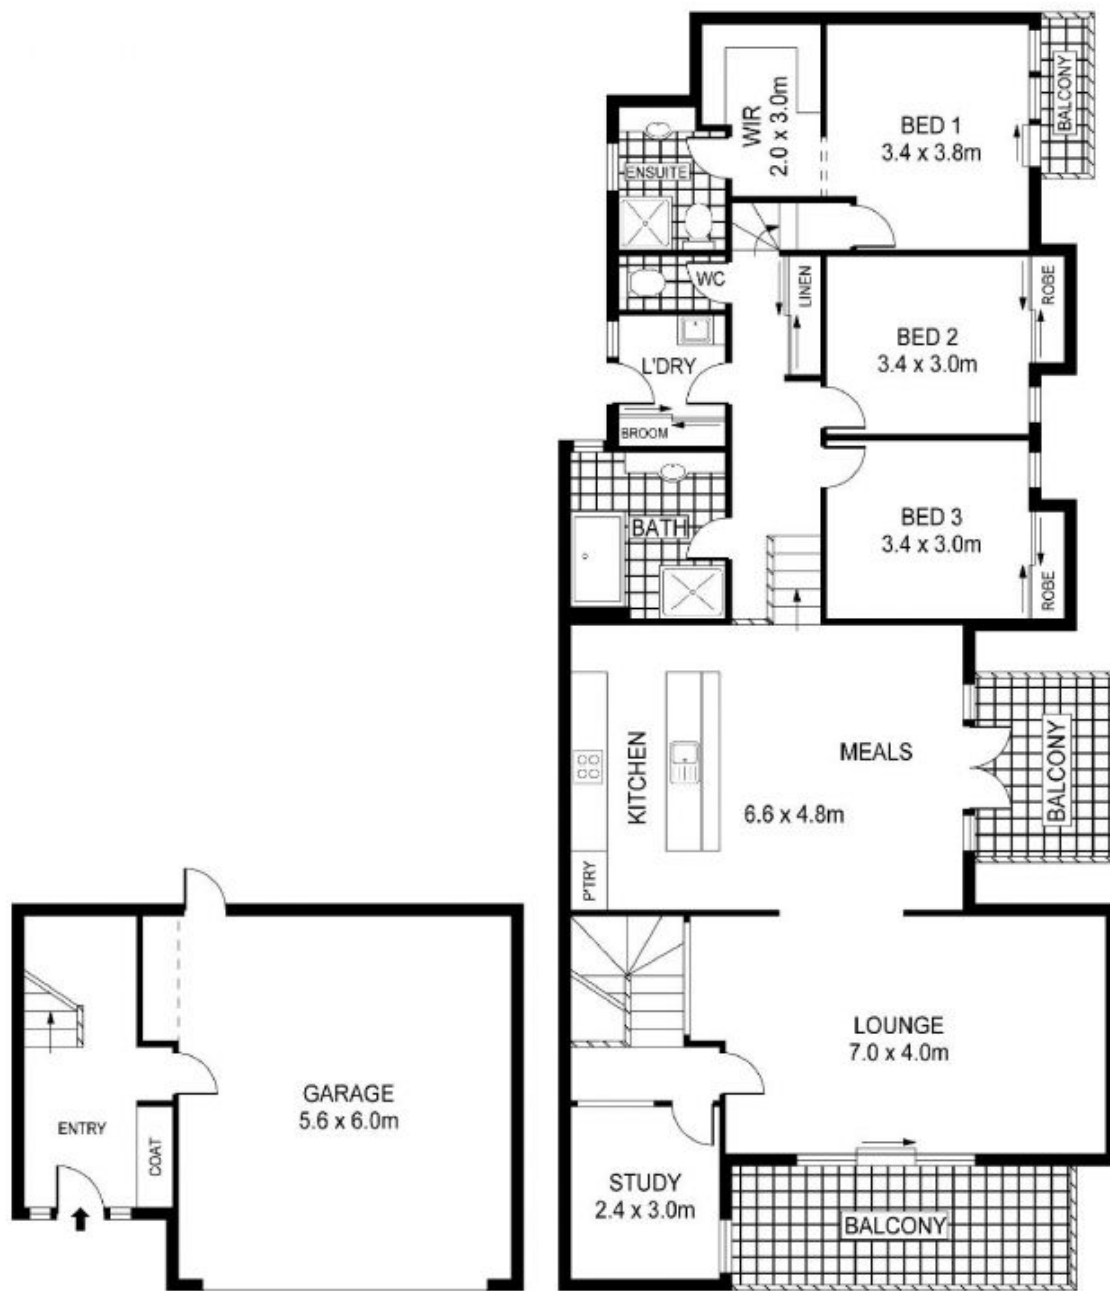 WIR
2.0 x 3.0m
BED 1
3.4 x 3.8m
BALCONY
ENSUITE
WC
LINEN
ROBE
BED 2
3.4 x 3.0m
L'DRY
BROOM
BATH
BED 3
3.4 x 3.0m
ROBE
KITCHEN
MEALS
6.6 x 4.8m
BALCONY
P'TRY
LOUNGE
7.0 x 4.0m
GARAGE
5.6 x 6.0m
ENTRY
COAT
STUDY
2.4 x 3.0m
BALCONY